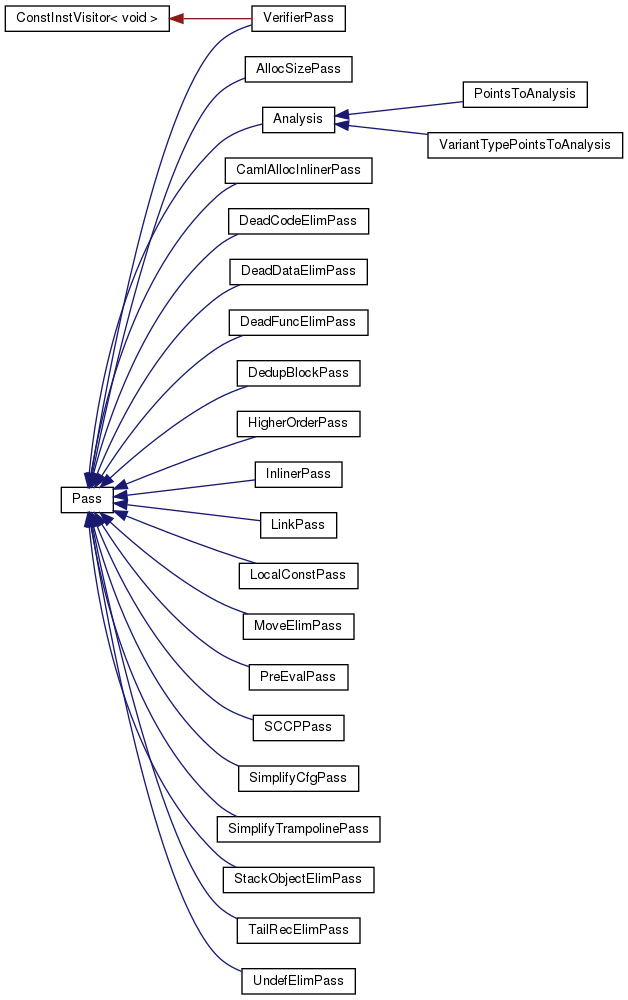 ConstInstVisitor< void >
VerifierPass
AllocSizePass
Analysis
PointsToAnalysis
VariantTypePointsToAnalysis
CamlAllocInlinerPass
DeadCodeElimPass
DeadDataElimPass
DeadFuncElimPass
DedupBlockPass
HigherOrderPass
InlinerPass
Pass
LinkPass
LocalConstPass
MoveElimPass
PreEvalPass
SCCPPass
SimplifyCfgPass
SimplifyTrampolinePass
StackObjectElimPass
TailRecElimPass
UndefElimPass